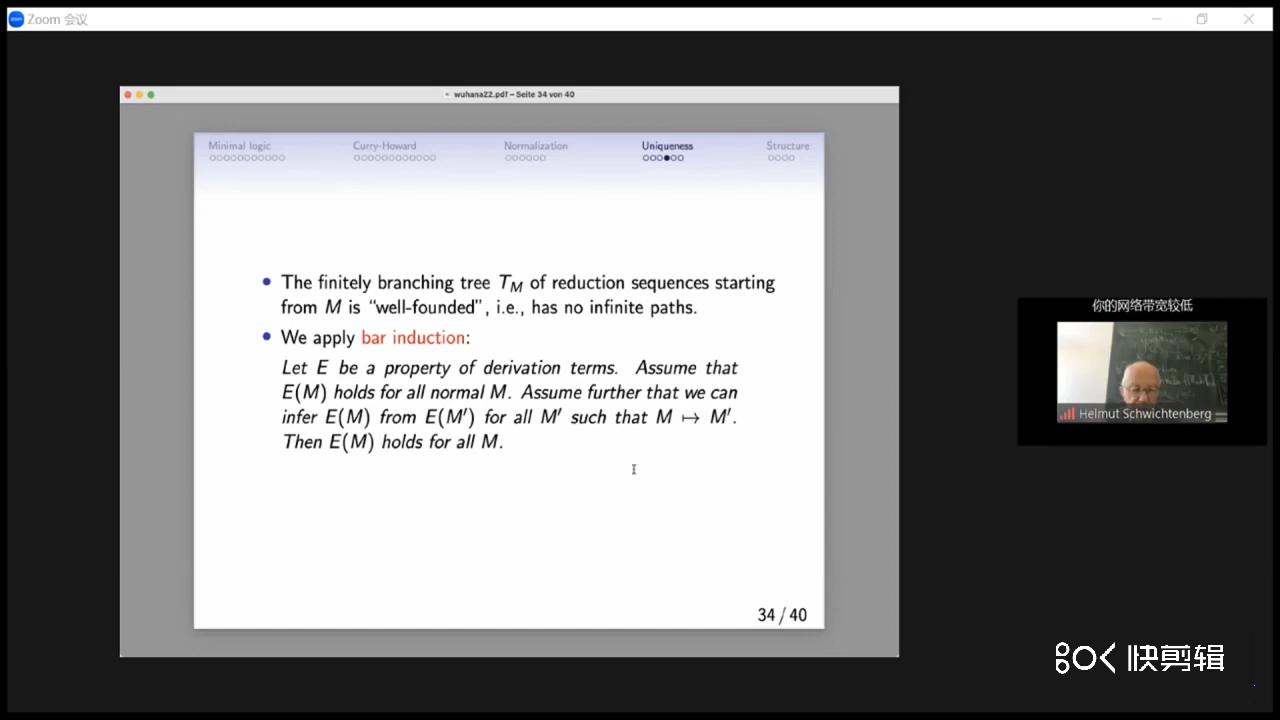 zoom Zoom 会议
wuhana22.pdf – Seite 34 von 40
Minimal logic Curry-Howard Normalization Uniqueness Structure
• The finitely branching tree T_M of reduction sequences starting
from M is “well-founded”, i.e., has no infinite paths.
• We apply bar induction:
Let E be a property of derivation terms. Assume that
E(M) holds for all normal M. Assume further that we can
infer E(M) from E(M′) for all M′ such that M ↦ M′.
Then E(M) holds for all M.
34 / 40
你的网络带宽较低
Helmut Schwichtenberg
快剪辑